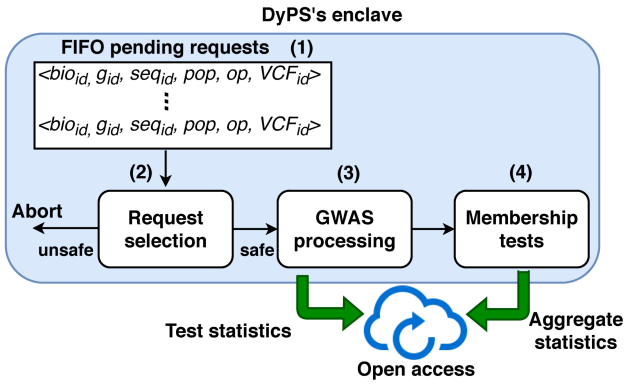 DyPS's enclave
FIFO pending requests (1)
<bio_id, g_id, seq_id, pop, op, VCF_id>
⋮
<bio_id, g_id, seq_id, pop, op, VCF_id>
(2)
(3)
(4)
Abort
unsafe
Request
selection
safe
GWAS
processing
Membership
tests
Test statistics
Aggregate
statistics
Open access